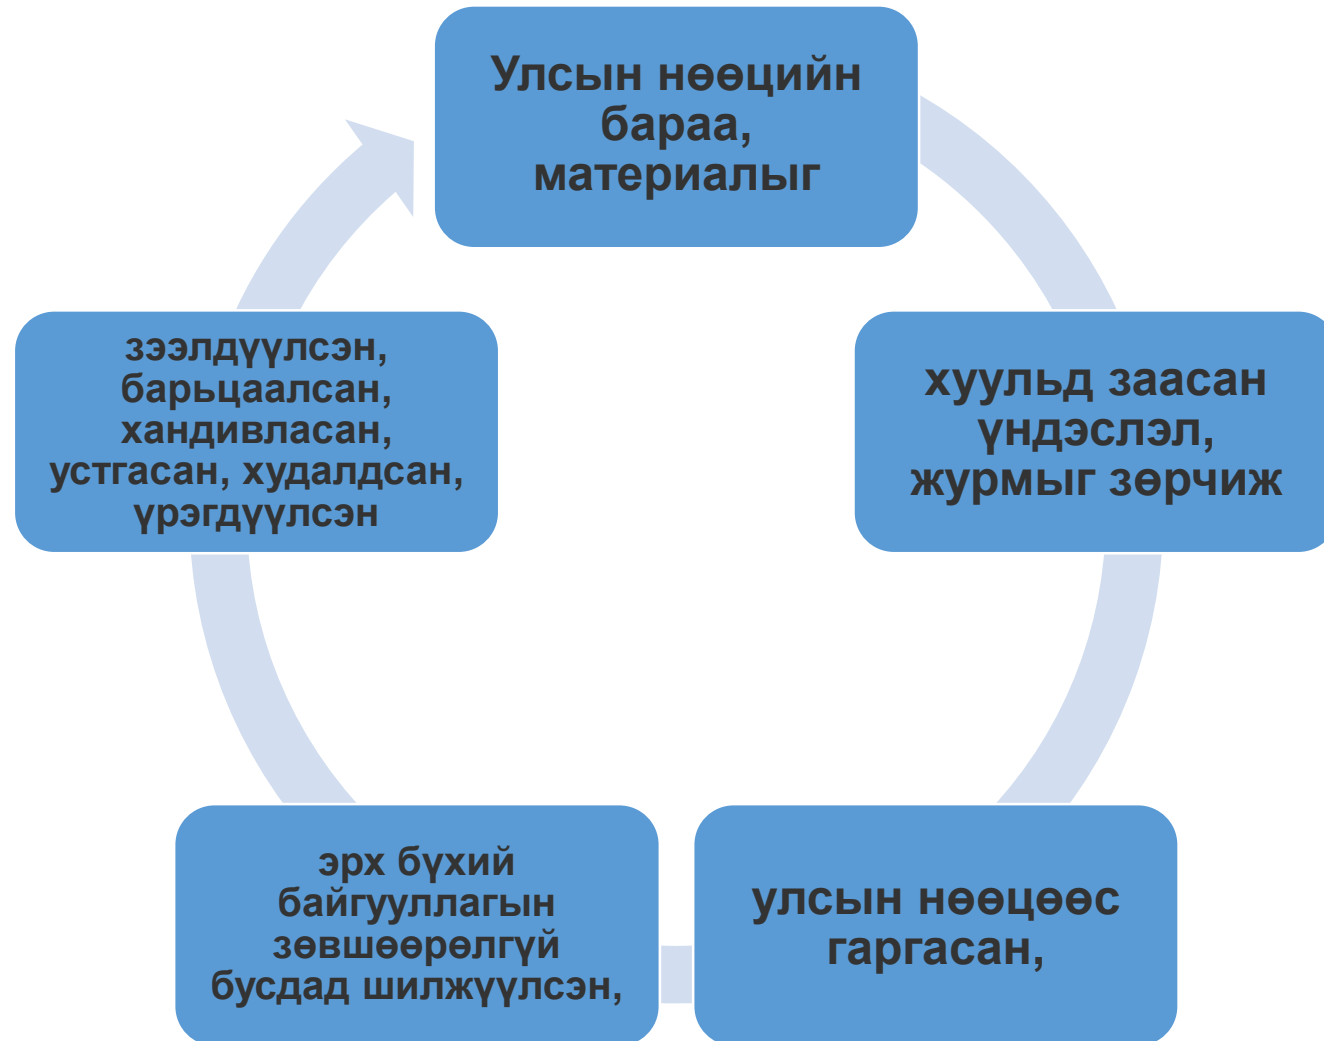 Улсын нөөцийн
бараа,
материалыг
хуульд заасан
үндэслэл,
журмыг зөрчиж
улсын нөөцөөс
гаргасан,
эрх бүхий
байгууллагын
зөвшөөрөлгүй
бусдад шилжүүлсэн,
зээлдүүлсэн,
барьцаалсан,
хандивласан,
устгасан, худалдсан,
үрэгдүүлсэн